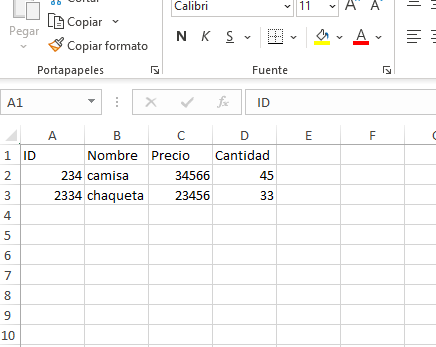 Cortar
Calibri 11 A A
Pegar
Copiar
Copiar formato
N K S A
Portapapeles
Fuente
A1 ID
A B C D E F
1 ID Nombre Precio Cantidad
2 234 camisa 34566 45
3 2334 chaqueta 23456 33
4
5
6
7
8
9
10